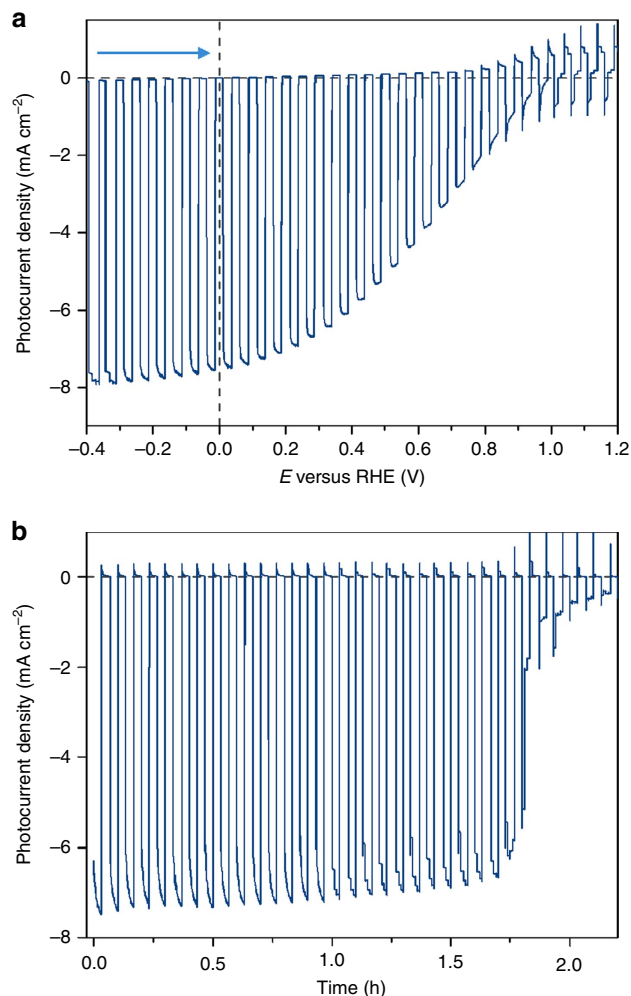 a
Photocurrent density (mA cm⁻²)
0
−2
−4
−6
−8
−0.4 −0.2 0.0 0.2 0.4 0.6 0.8 1.0 1.2
E versus RHE (V)
b
Photocurrent density (mA cm⁻²)
0
−2
−4
−6
−8
0.0 0.5 1.0 1.5 2.0
Time (h)